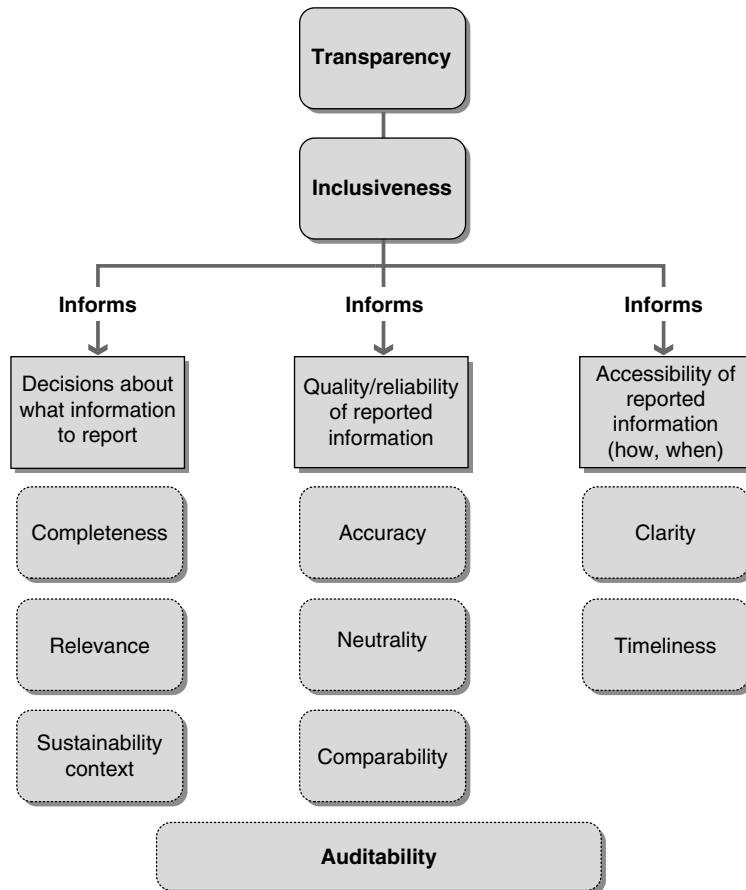 Transparency
Inclusiveness
Informs
Informs
Informs
Decisions about
what information
to report
Quality/reliability
of reported
information
Accessibility of
reported
information
(how, when)
Completeness
Accuracy
Clarity
Relevance
Neutrality
Timeliness
Sustainability
context
Comparability
Auditability